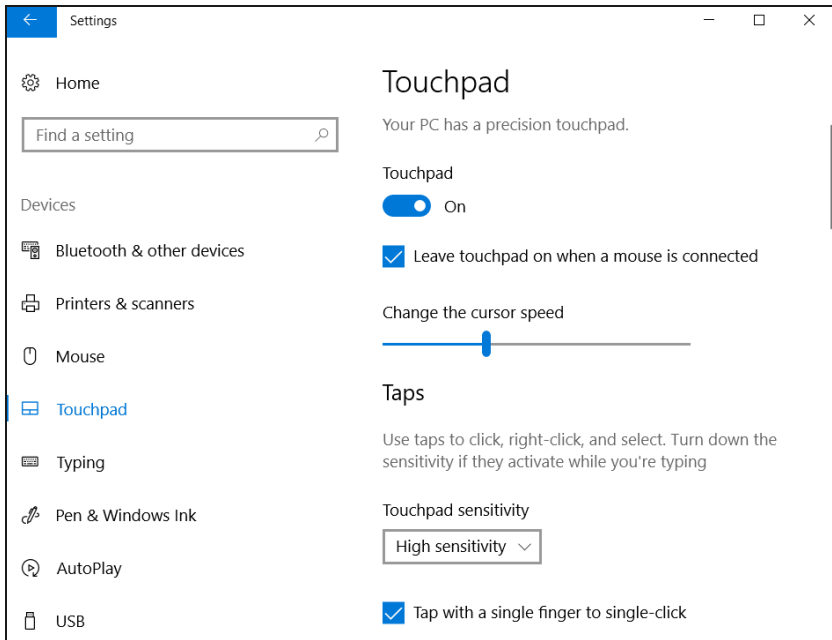 Settings
Home
Find a setting
Devices
Bluetooth & other devices
Printers & scanners
Mouse
Touchpad
Typing
Pen & Windows Ink
AutoPlay
USB
Touchpad
Your PC has a precision touchpad.
Touchpad
On
Leave touchpad on when a mouse is connected
Change the cursor speed
Taps
Use taps to click, right-click, and select. Turn down the
sensitivity if they activate while you're typing
Touchpad sensitivity
High sensitivity
Tap with a single finger to single-click